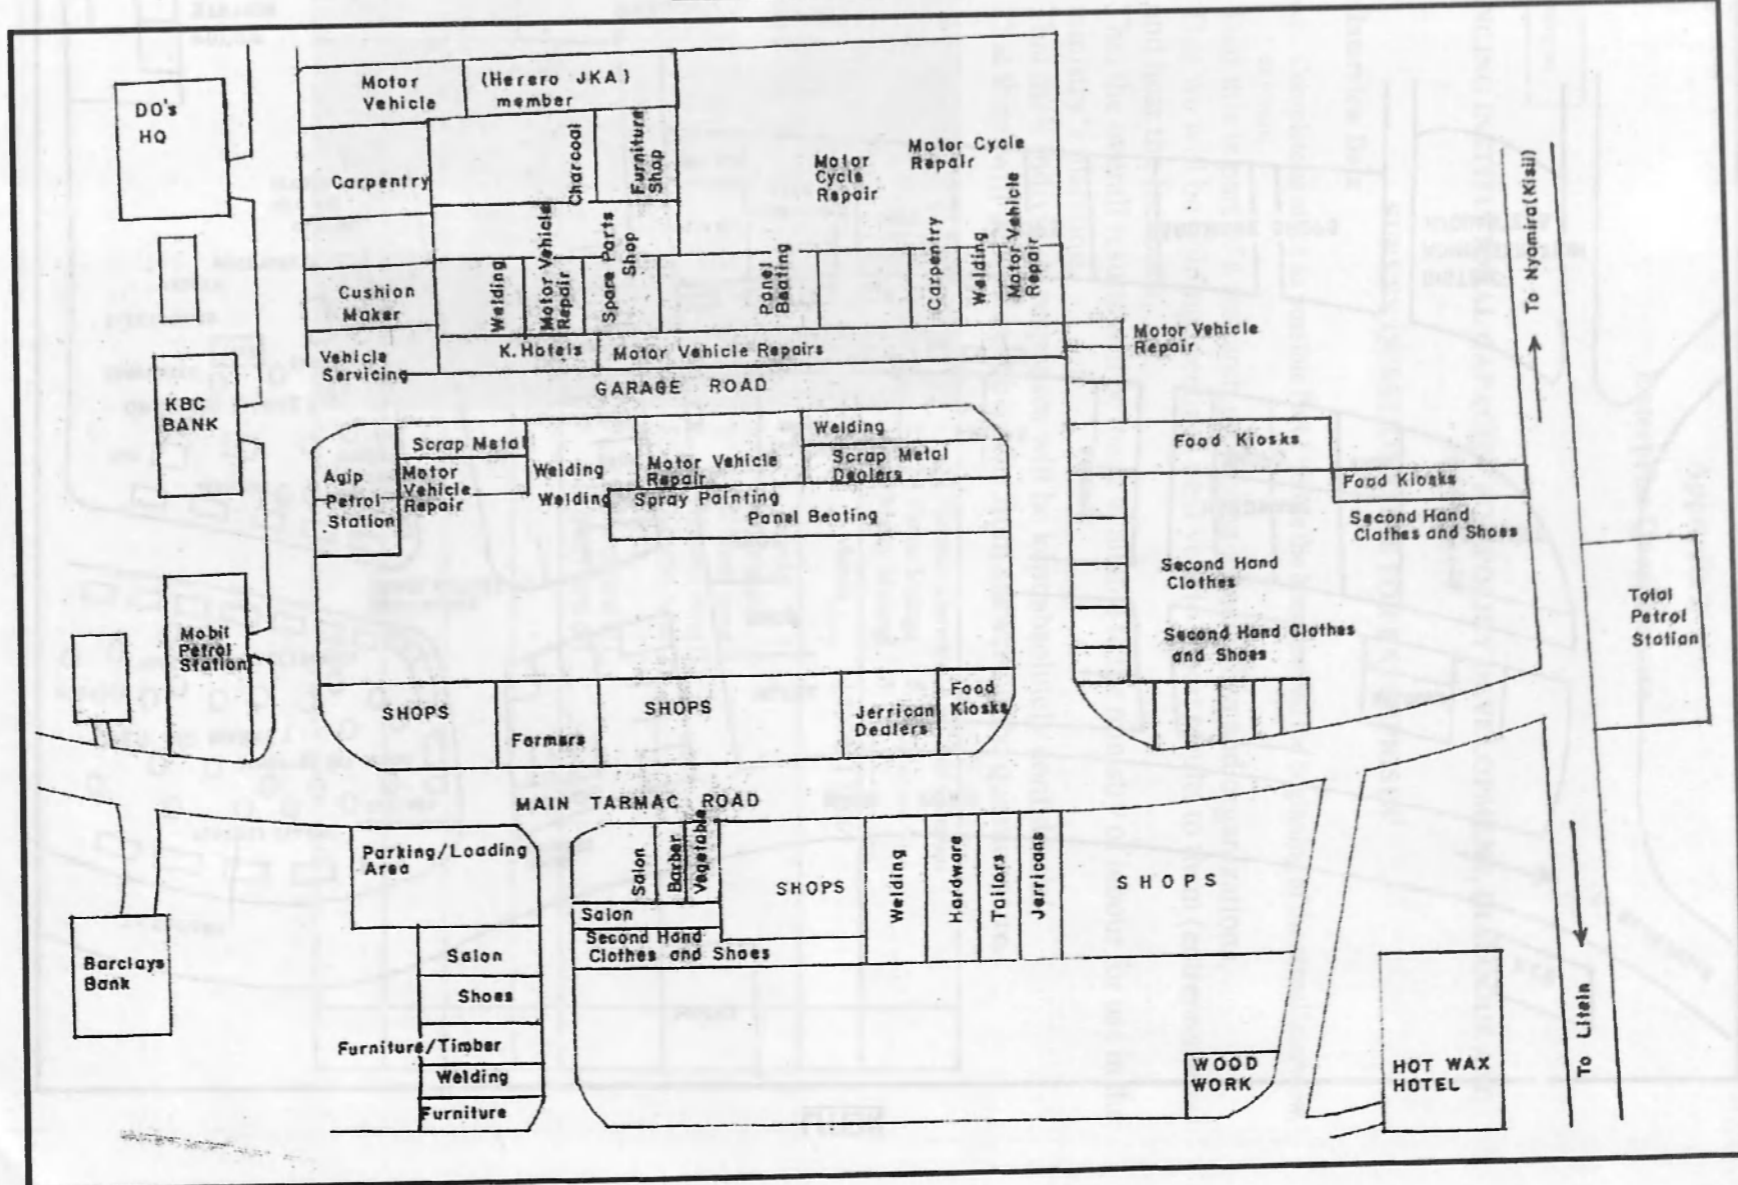 DO's
HQ
KBC
BANK
Mobil
Petrol
Station
Barclays
Bank
Motor
Vehicle
(Herero JKA)
member
Carpentry
Charcoal
Furniture
Shop
Cushion
Maker
Welding
Motor Vehicle
Repair
Spare Parts
Shop
Panel
Beating
Motor
Cycle
Repair
Motor Cycle
Repair
Carpentry
Welding
Motor Vehicle
Repair
Vehicle
Servicing
K. Hotels
Motor Vehicle Repairs
Motor Vehicle
Repair
GARAGE ROAD
Agip
Petrol
Station
Scrap Metal
Motor
Vehicle
Repair
Welding
Welding
Motor Vehicle
Repair
Welding
Scrap Metal
Dealers
Spray Painting
Panel Beating
Food Kiosks
Food Kiosks
Second Hand
Clothes and Shoes
Second Hand
Clothes
Second Hand Clothes
and Shoes
SHOPS
Farmers
SHOPS
Jerrican
Dealers
Food
Kiosks
To Nyamira(Kisii)
Total
Petrol
Station
MAIN TARMAC ROAD
Parking/Loading
Area
Salon
Shoes
Furniture/Timber
Welding
Furniture
Salon
Barber
Vegetable
Salon
Second Hand
Clothes and Shoes
SHOPS
Welding
Hardware
Tailors
Jerricans
SHOPS
WOOD
WORK
HOT WAX
HOTEL
To Litein